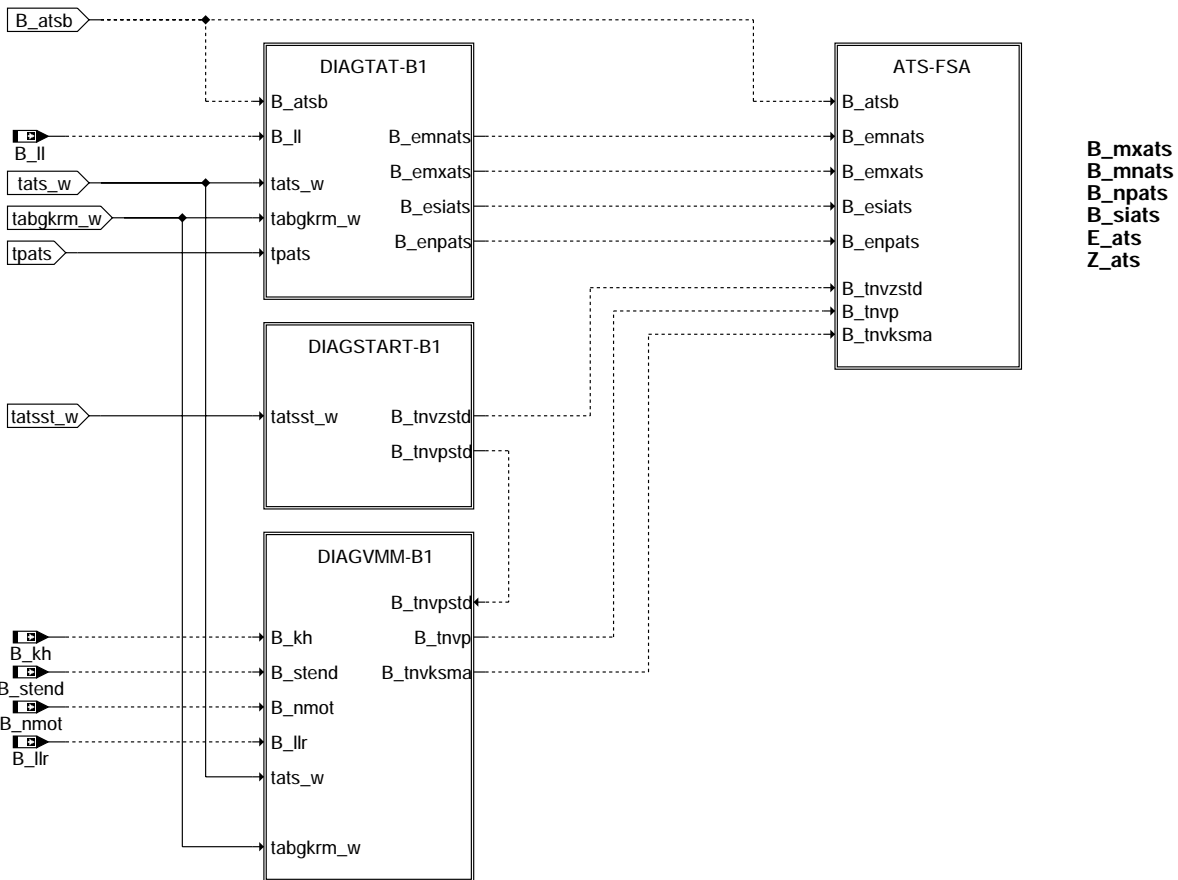 B_atsb
DIAGTAT-B1
ATS-FSA
B_atsb
B_atsb
B_ll
B_ll
B_emnats
B_emnats
B_emxats
B_emxats
tats_w
tats_w
tabgkrm_w
tabgkrm_w
B_esiats
B_esiats
tpats
tpats
B_enpats
B_enpats
B_tnvzstd
B_tnvp
B_tnvksma
B_mxats
B_mnats
B_npats
B_siats
E_ats
Z_ats
DIAGSTART-B1
tatsst_w
tatsst_w
B_tnvzstd
B_tnvpstd
DIAGVMM-B1
B_tnvpstd
B_kh
B_kh
B_tnvp
B_stend
B_stend
B_tnvksma
B_nmot
B_nmot
B_llr
B_llr
tats_w
tabgkrm_w